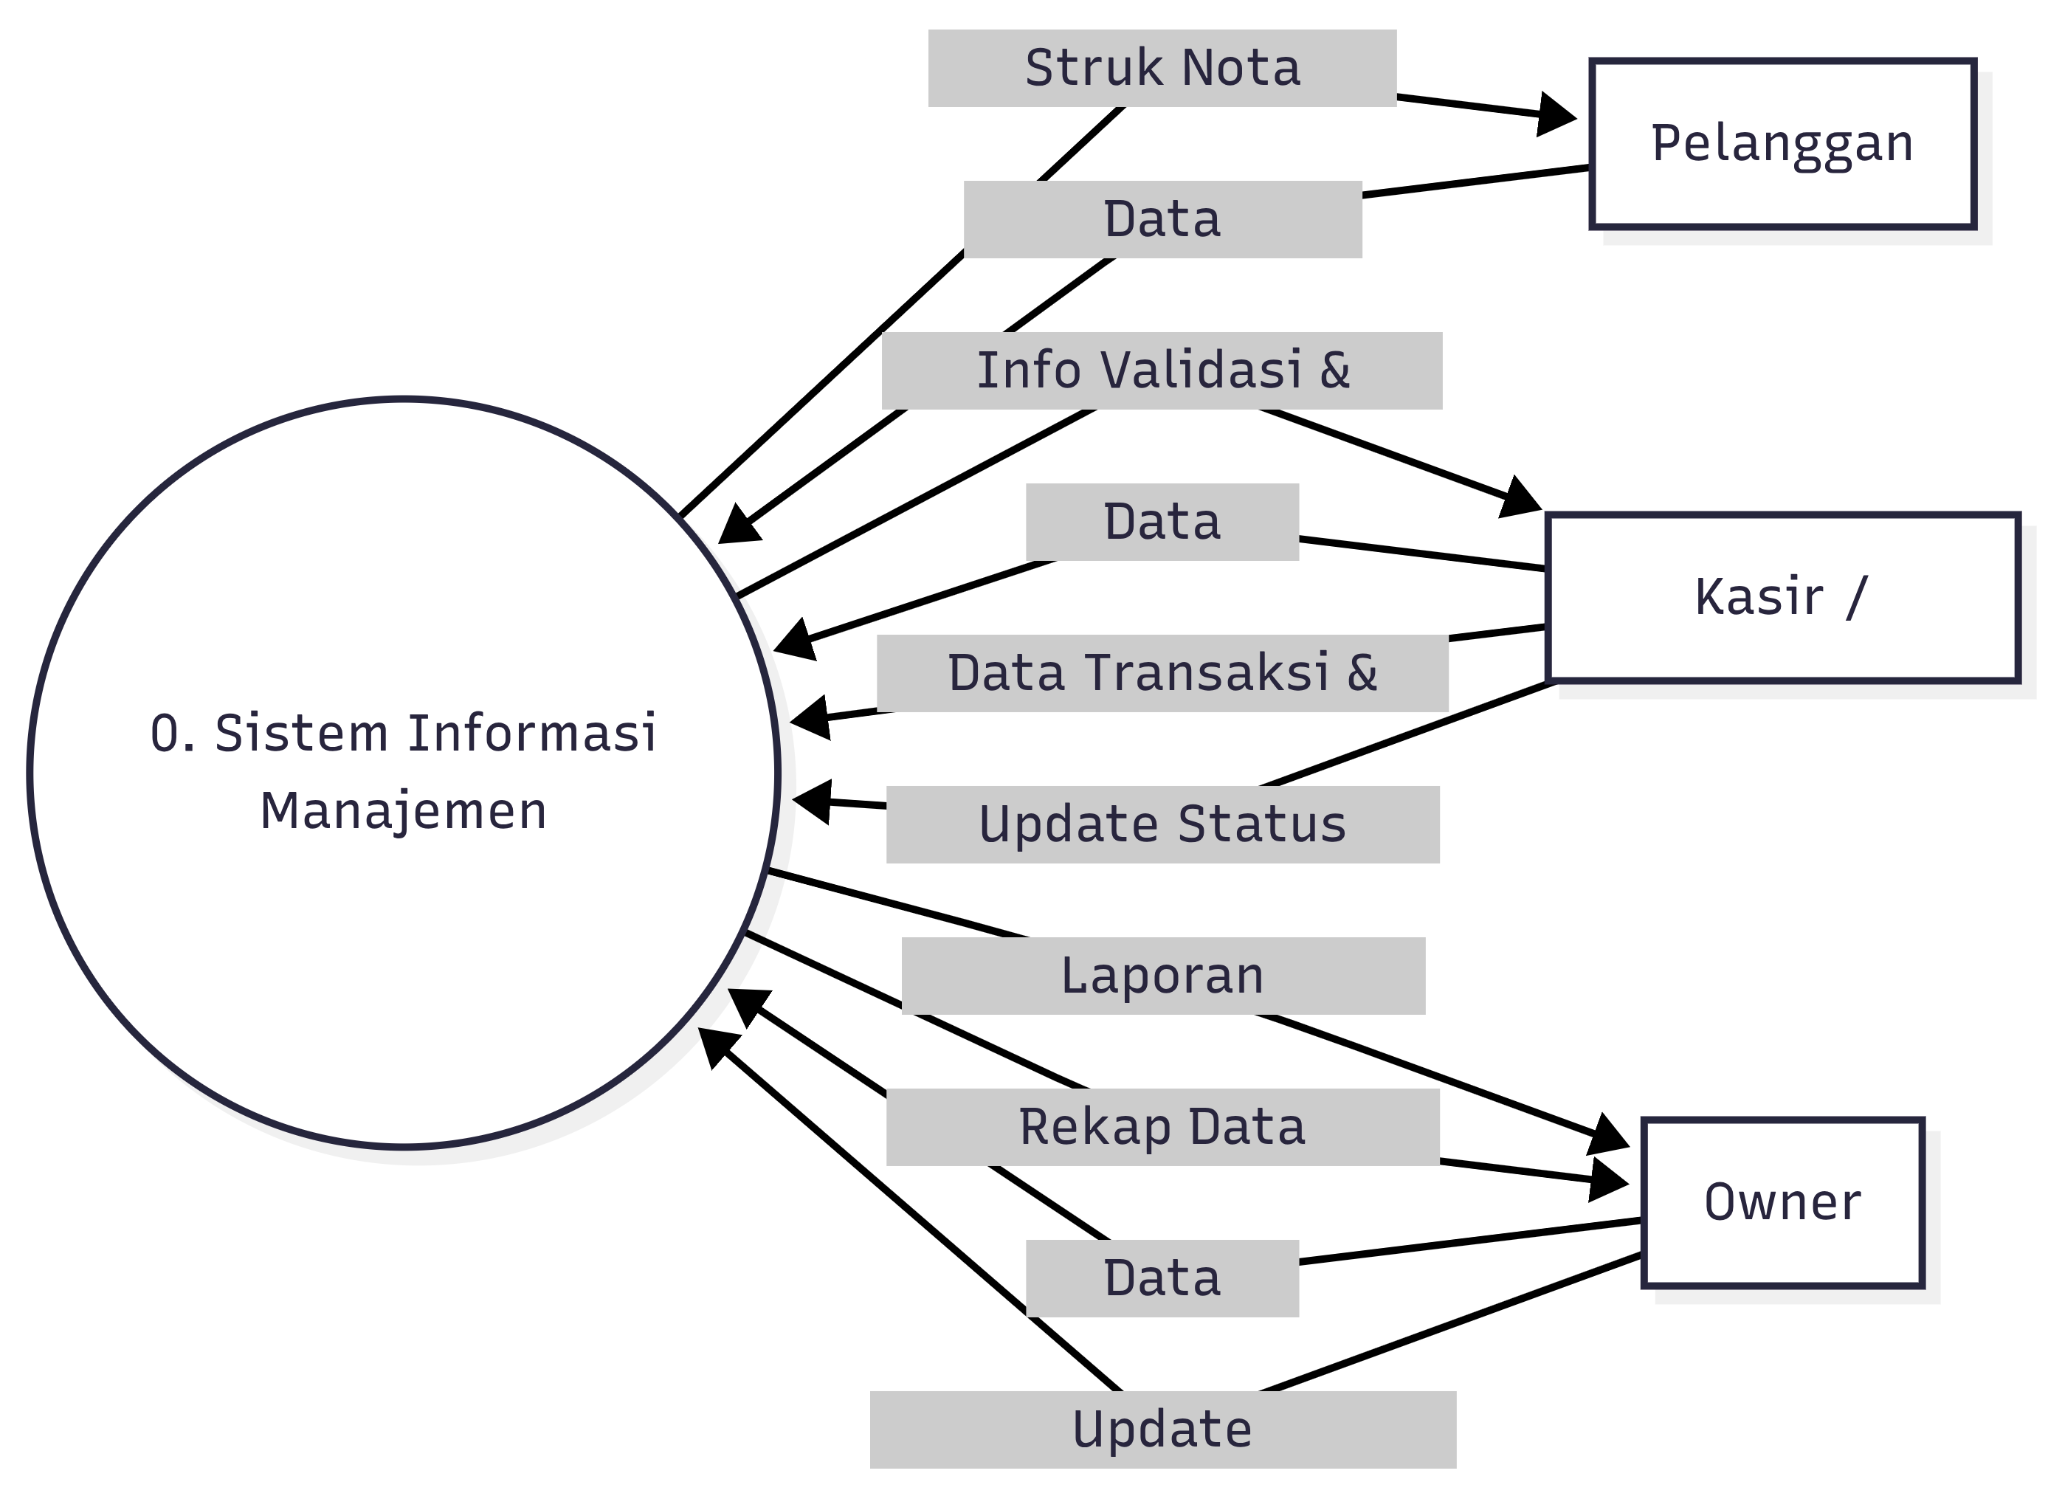 Struk Nota
Pelanggan
Data
Info Validasi &
Data
Kasir /
Data Transaksi &
0. Sistem Informasi
Manajemen
Update Status
Laporan
Rekap Data
Owner
Data
Update